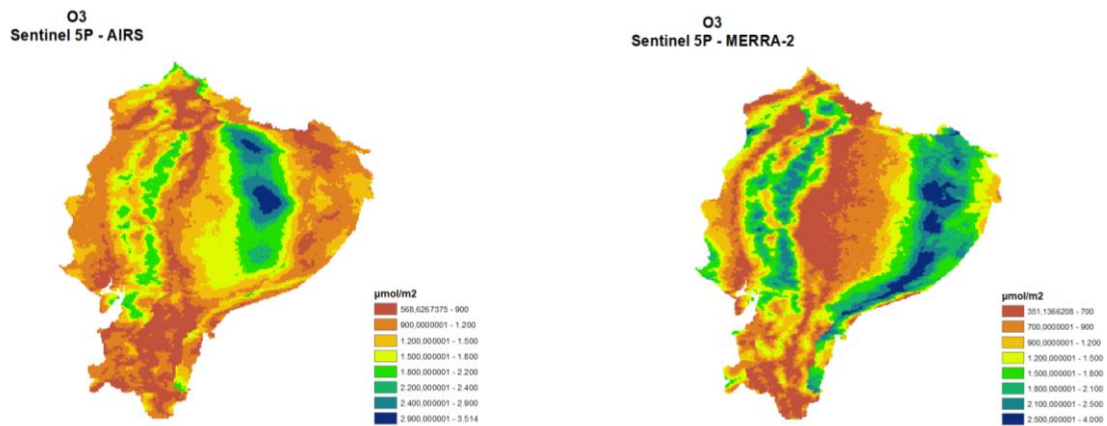 O3
Sentinel 5P - AIRS
µmol/m2
568,6267375 - 900
900,0000001 - 1.200
1.200,000001 - 1.500
1.500,000001 - 1.800
1.800,000001 - 2.200
2.200,000001 - 2.400
2.400,000001 - 2.900
2.900,000001 - 3.514
O3
Sentinel 5P - MERRA-2
µmol/m2
351,1366208 - 700
700,0000001 - 900
900,0000001 - 1.200
1.200,000001 - 1.500
1.500,000001 - 1.800
1.800,000001 - 2.100
2.100,000001 - 2.500
2.500,000001 - 4.000